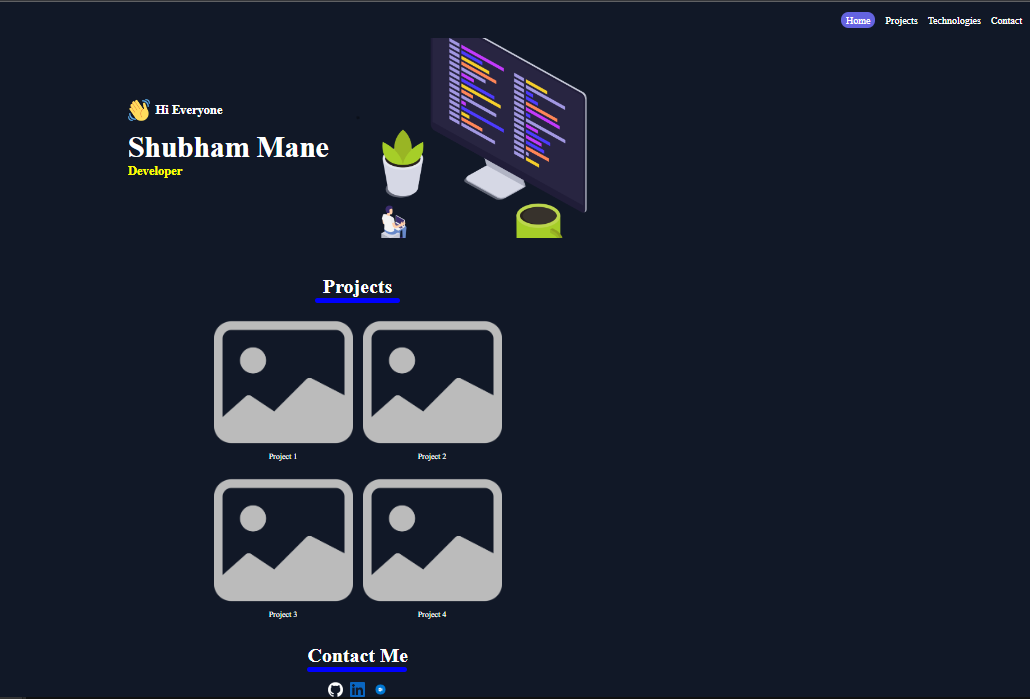 Home Projects Technologies Contact
Hi Everyone
Shubham Mane
Developer
Projects
Project 1 Project 2
Project 3 Project 4
Contact Me
in